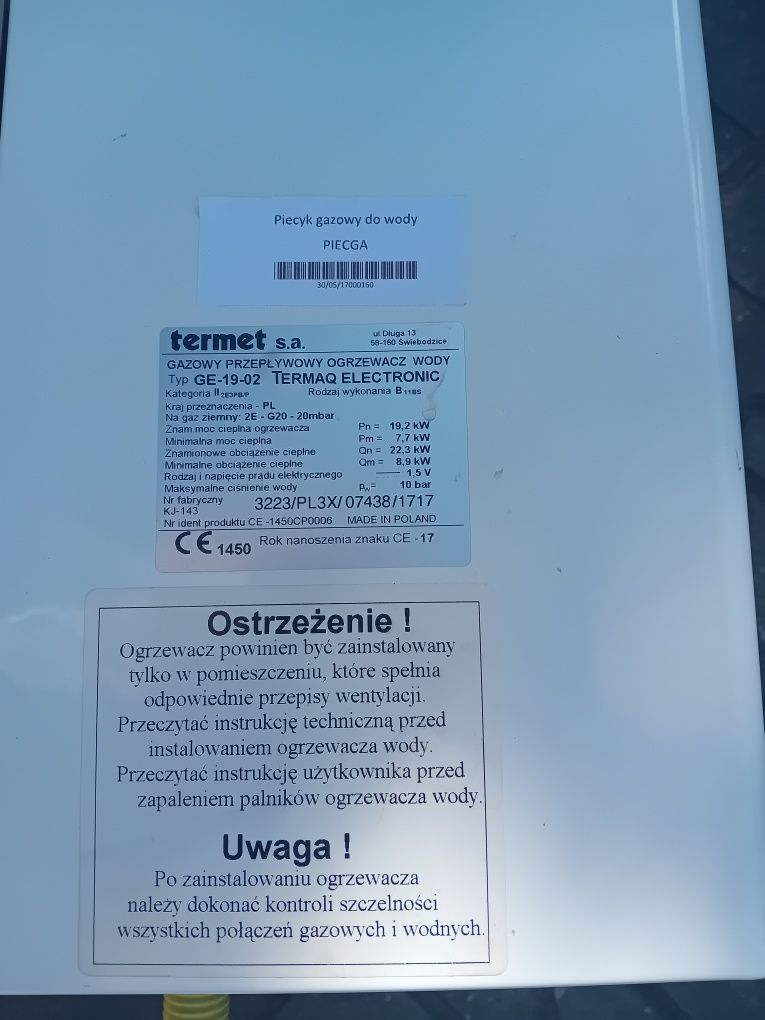 Piecyk gazowy do wody
PIECGA
30/05/17000160
termet s.a.
ul.Długa 13
58-160 Świebodzice
GAZOWY PRZEPŁYWOWY OGRZEWACZ WODY
Typ GE-19-02 TERMAQ ELECTRONIC
Kategoria II2E3PB/P Rodzaj wykonania B11BS
Kraj przeznaczenia - PL
Na gaz ziemny: 2E - G20 - 20mbar
Znam.moc cieplna ogrzewacza Pn = 19,2 kW
Minimalna moc cieplna Pm = 7,7 kW
Znamionowe obciążenie cieplne Qn = 22,3 kW
Minimalne obciążenie cieplne Qm = 8,9 kW
Rodzaj i napięcie prądu elektrycznego 1,5 V
Maksymalne ciśnienie wody pw= 10 bar
Nr fabryczny 3223/PL3X/07438/1717
KJ-143
Nr ident produktu CE -1450CP0006 MADE IN POLAND
CE 1450 Rok nanoszenia znaku CE - 17
Ostrzeżenie !
Ogrzewacz powinien być zainstalowany
tylko w pomieszczeniu, które spełnia
odpowiednie przepisy wentylacji.
Przeczytać instrukcję techniczną przed
instalowaniem ogrzewacza wody.
Przeczytać instrukcję użytkownika przed
zapaleniem palników ogrzewacza wody.
Uwaga !
Po zainstalowaniu ogrzewacza
należy dokonać kontroli szczelności
wszystkich połączeń gazowych i wodnych.